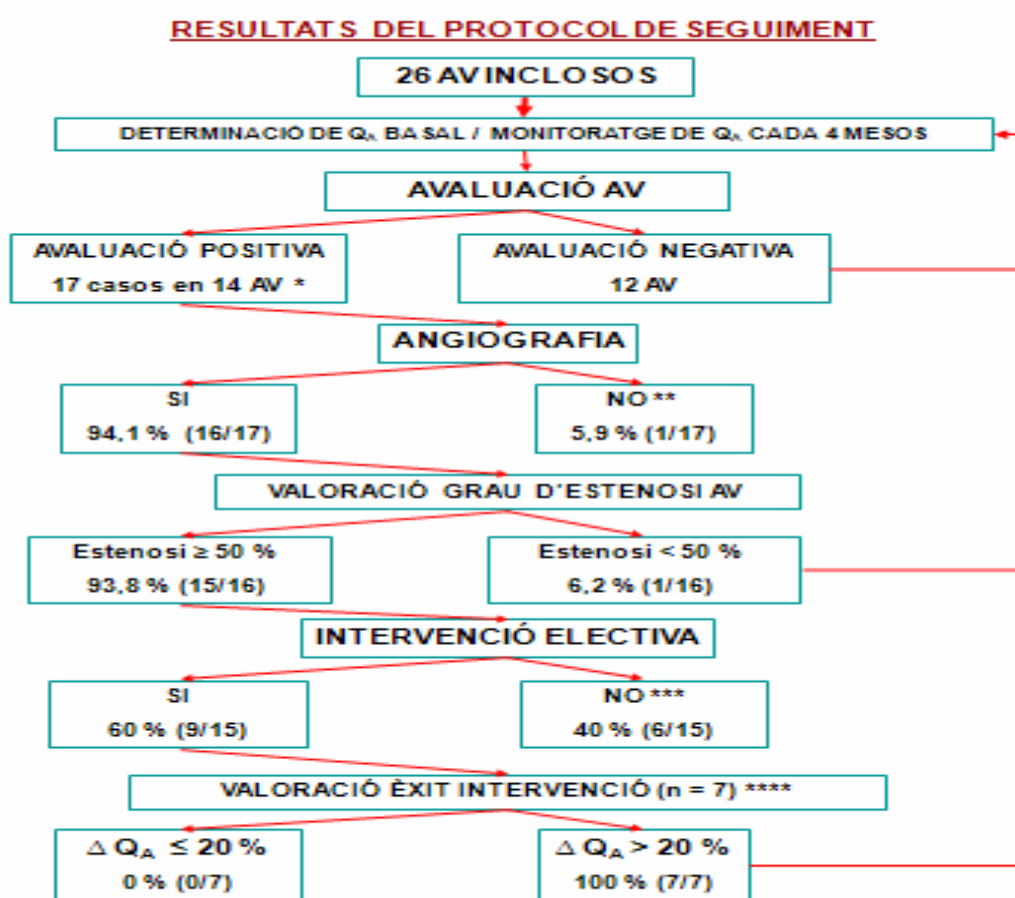 RESULTATS DEL PROTOCOL DE SEGUIMENT
26 AV INCLOSOS
DETERMINACIÓ DE QA BASAL / MONITORATGE DE QA CADA 4 MESOS
AVALUACIÓ AV
AVALUACIÓ POSITIVA
17 casos en 14 AV *
AVALUACIÓ NEGATIVA
12 AV
ANGIOGRAFIA
SI
94,1 % (16/17)
NO **
5,9 % (1/17)
VALORACIÓ GRAU D'ESTENOSI AV
Estenosi ≥ 50 %
93,8 % (15/16)
Estenosi < 50 %
6,2 % (1/16)
INTERVENCIÓ ELECTIVA
SI
60 % (9/15)
NO ***
40 % (6/15)
VALORACIÓ ÈXIT INTERVENCIÓ (n = 7) ****
Δ QA ≤ 20 %
0 % (0/7)
Δ QA > 20 %
100 % (7/7)